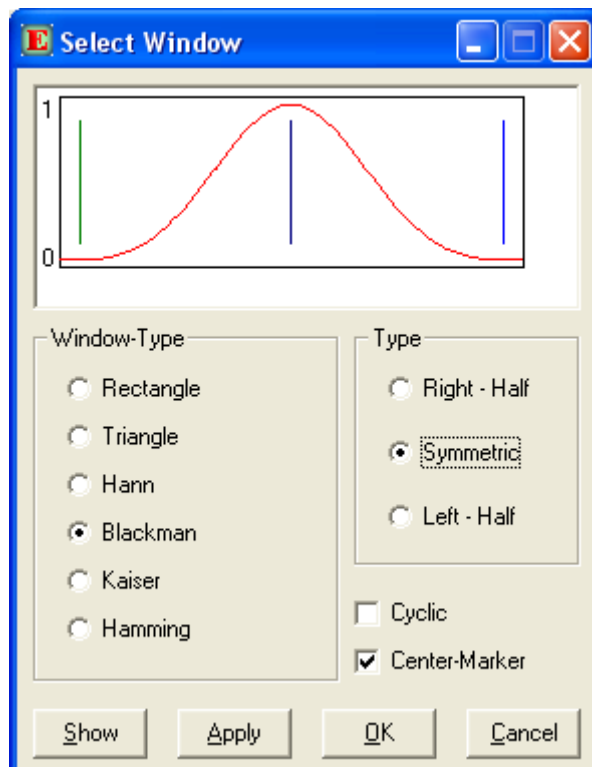 E Select Window
1
0
Window-Type
Rectangle
Triangle
Hann
Blackman
Kaiser
Hamming
Type
Right - Half
Symmetric
Left - Half
Cyclic
Center-Marker
Show Apply OK Cancel